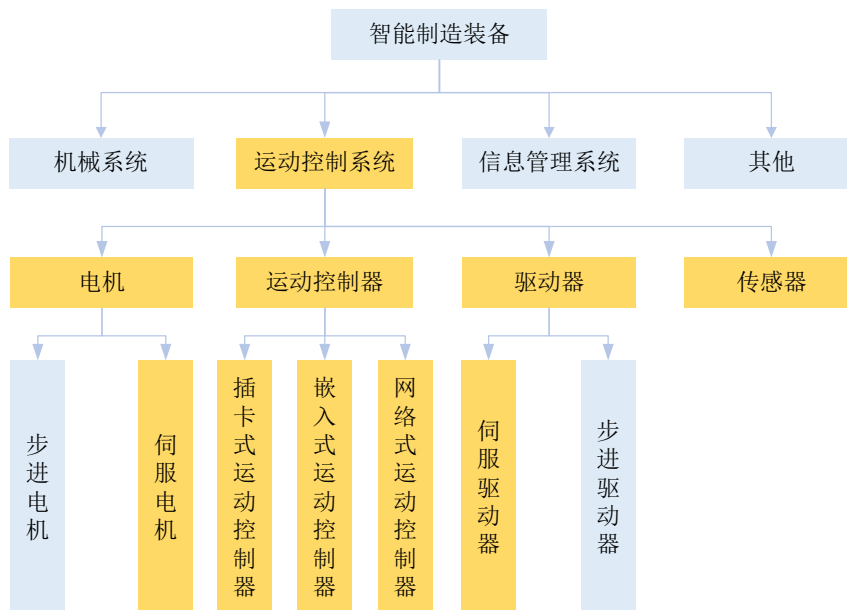 智能制造装备
机械系统
运动控制系统
信息管理系统
其他
电机
运动控制器
驱动器
传感器
步进电机
伺服电机
插卡式运动控制器
嵌入式运动控制器
网络式运动控制器
伺服驱动器
步进驱动器